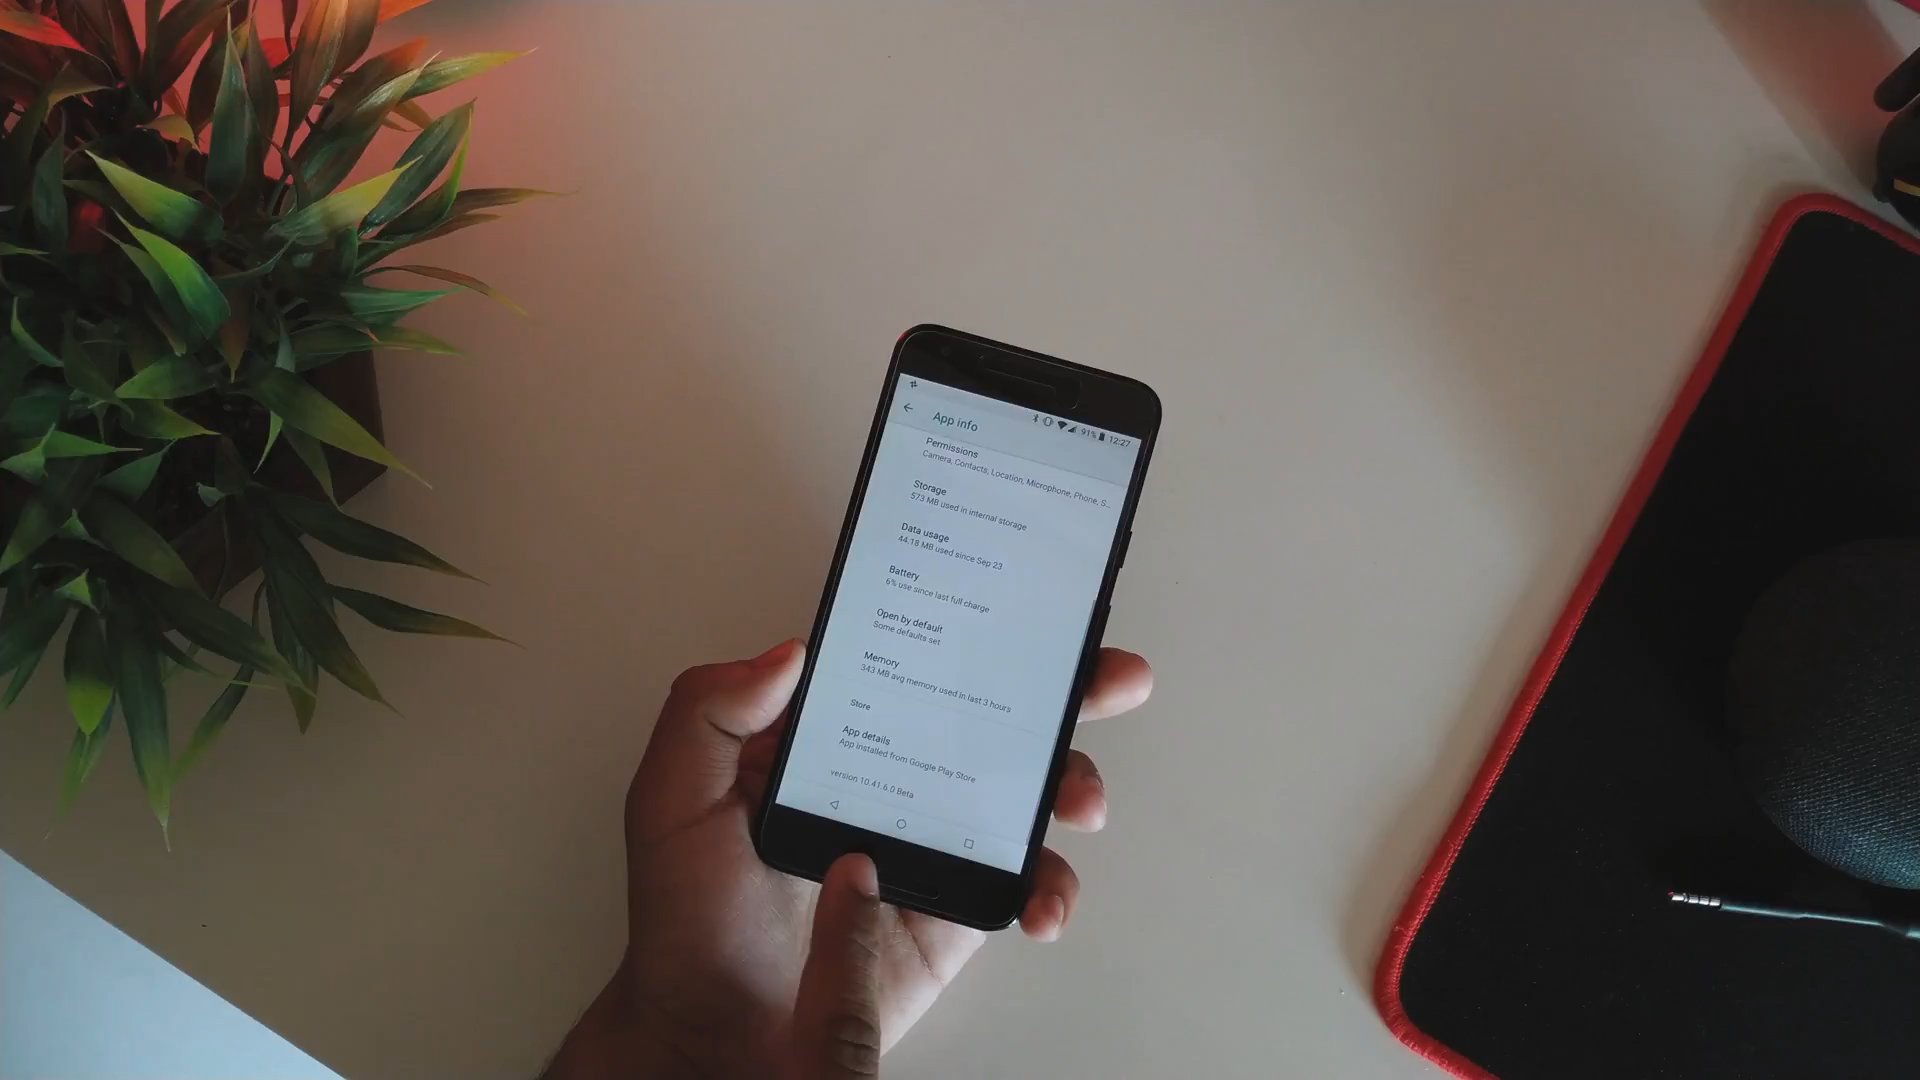 91% 12:27
App info
Permissions
Camera, Contacts, Location, Microphone, Phone, S...
Storage
573 MB used in internal storage
Data usage
44.18 MB used since Sep 23
Battery
6% use since last full charge
Open by default
Some defaults set
Memory
343 MB avg memory used in last 3 hours
Store
App details
App installed from Google Play Store
version 10.41.6.0 Beta